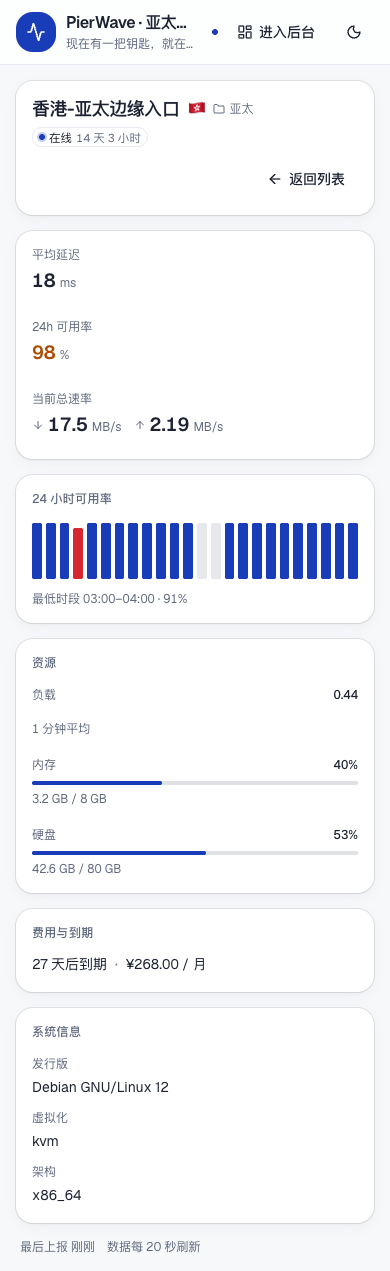 PierWave · 亚太...
现在有一把钥匙，就在...
进入后台
香港-亚太边缘入口 亚太
在线 14 天 3 小时
返回列表
平均延迟
18 ms
24h 可用率
98 %
当前总速率
↓ 17.5 MB/s ↑ 2.19 MB/s
24 小时可用率
最低时段 03:00–04:00 · 91%
资源
负载 0.44
1 分钟平均
内存 40%
3.2 GB / 8 GB
硬盘 53%
42.6 GB / 80 GB
费用与到期
27 天后到期 · ¥268.00 / 月
系统信息
发行版
Debian GNU/Linux 12
虚拟化
kvm
架构
x86_64
最后上报 刚刚 数据每 20 秒刷新